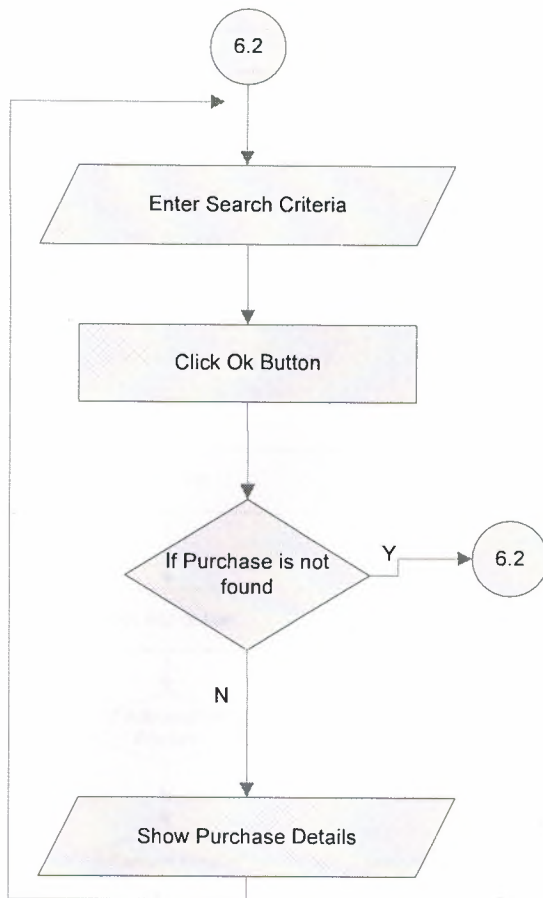 6.2
Enter Search Criteria
Click Ok Button
If Purchase is not
found
Y
6.2
N
Show Purchase Details